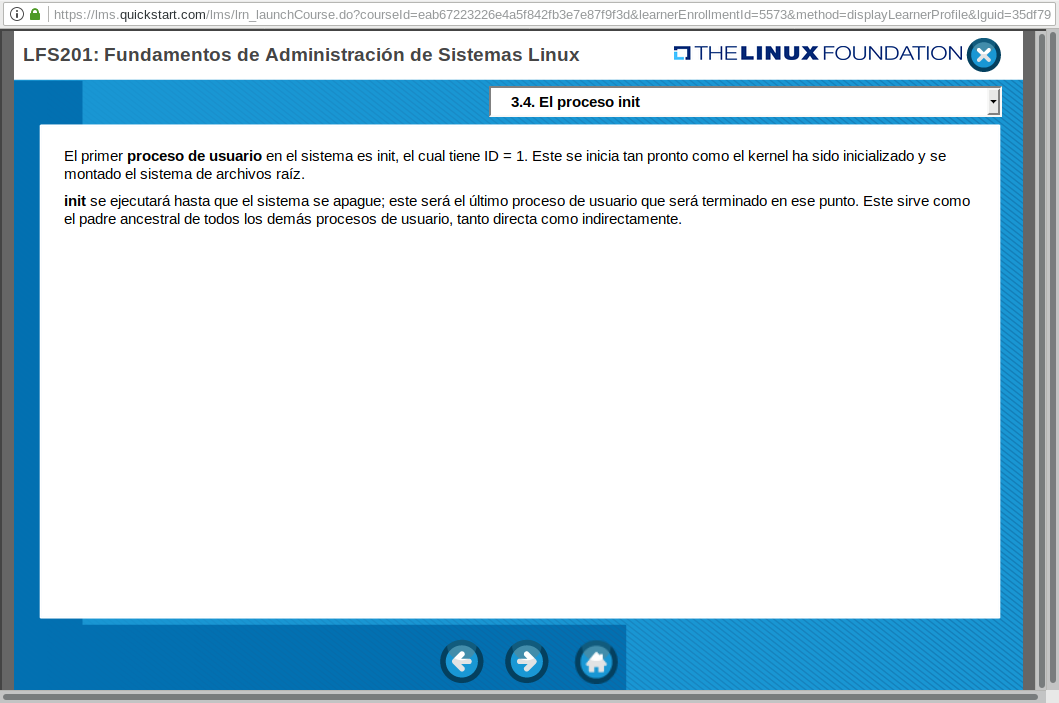 https://lms.quickstart.com/lms/lrn_launchCourse.do?courseId=eab67223226e4a5f842fb3e7e87f9f3d&learnerEnrollmentId=5573&method=displayLearnerProfile&lguid=35df79
LFS201: Fundamentos de Administración de Sistemas Linux
THE LINUX FOUNDATION
3.4. El proceso init
El primer proceso de usuario en el sistema es init, el cual tiene ID = 1. Este se inicia tan pronto como el kernel ha sido inicializado y se
montado el sistema de archivos raíz.
init se ejecutará hasta que el sistema se apague; este será el último proceso de usuario que será terminado en ese punto. Este sirve como
el padre ancestral de todos los demás procesos de usuario, tanto directa como indirectamente.